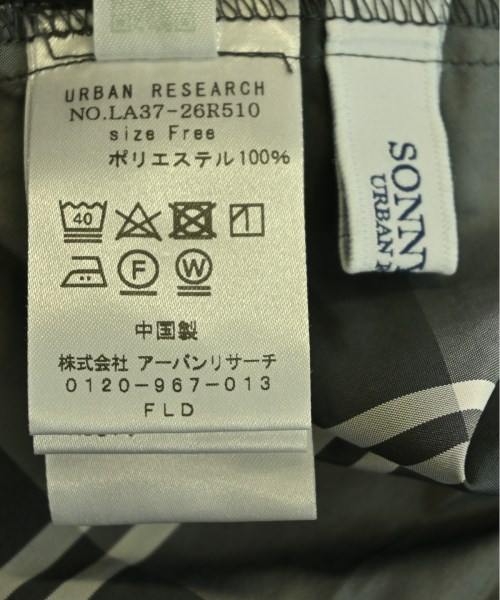 URBAN RESEARCH
NO.LA37-26R510
size Free
ポリエステル100%
40
F
W
中国製
株式会社 アーバンリサーチ
0120-967-013
FLD
SONNY
URBAN